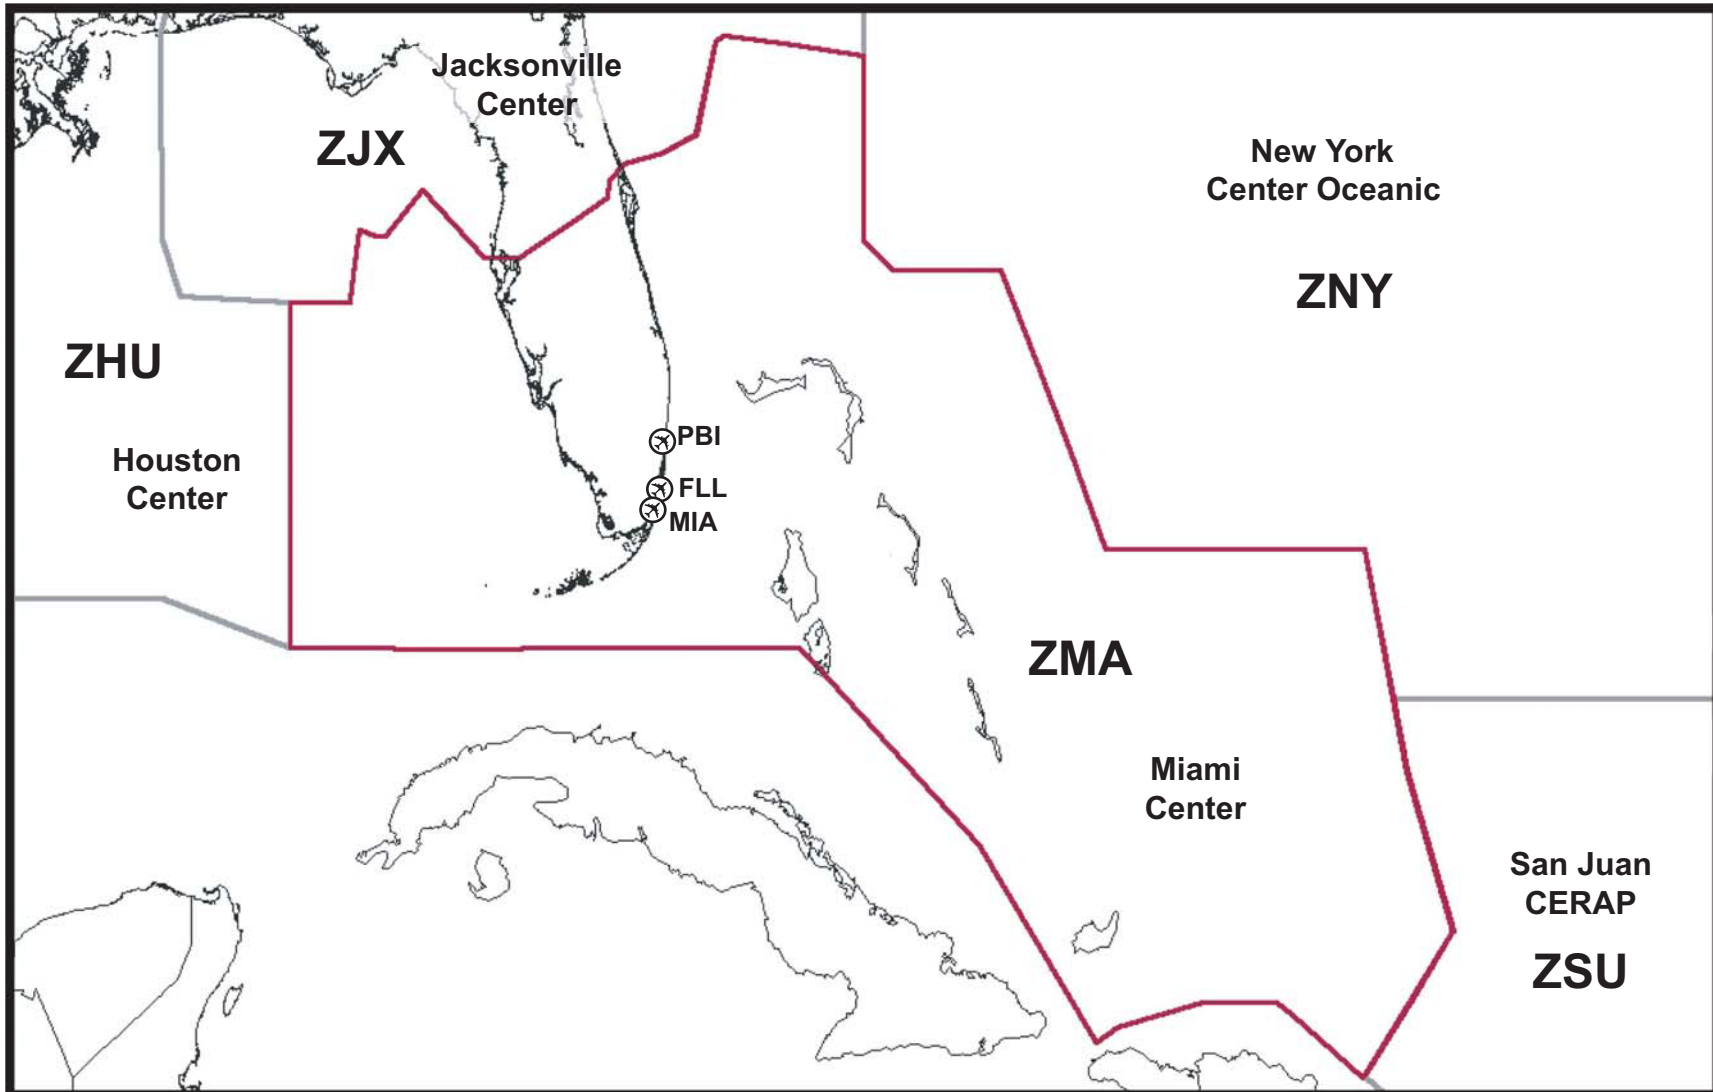 Jacksonville
Center
ZJX
New York
Center Oceanic
ZNY
ZHU
Houston
Center
PBI
FLL
MIA
ZMA
Miami
Center
San Juan
CERAP
ZSU